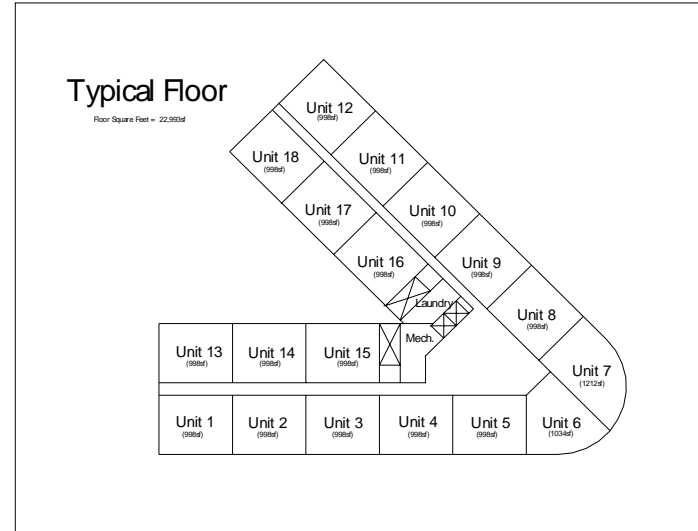 Typical Floor
Floor Square Feet = 22,993sf
Unit 12
(998sf)
Unit 11
(998sf)
Unit 18
(998sf)
Unit 10
(998sf)
Unit 17
(998sf)
Unit 9
(998sf)
Unit 16
(998sf)
Laundry
Unit 8
(998sf)
Mech.
Unit 13
(998sf)
Unit 14
(998sf)
Unit 15
(998sf)
Unit 7
(1212sf)
Unit 1
(998sf)
Unit 2
(998sf)
Unit 3
(998sf)
Unit 4
(998sf)
Unit 5
(998sf)
Unit 6
(1034sf)